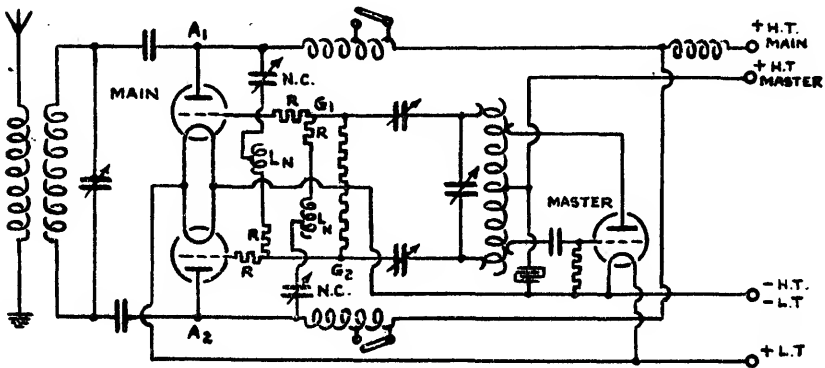 A1
+ H.T.
MAIN
+ H.T
MASTER
N.C.
MAIN
R
G1
R
LN
MASTER
LN
R
R
G2
N.C.
- H.T.
- L.T.
A2
+ L.T